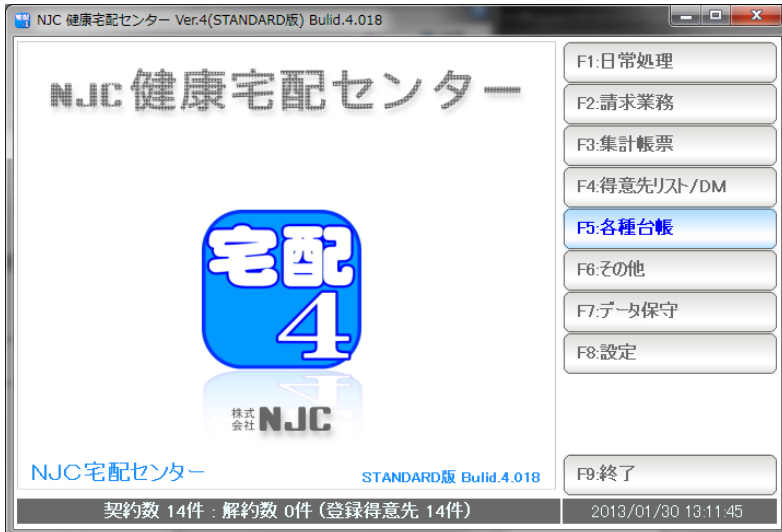 NJC 健康宅配センター Ver.4(STANDARD版) Bulid.4.018
NJC健康宅配センター
宅配
4
株式会社 NJC
NJC宅配センター
STANDARD版 Bulid.4.018
F1:日常処理
F2:請求業務
F3:集計帳票
F4:得意先リスト/DM
F5:各種台帳
F6:その他
F7:データ保守
F8:設定
F9:終了
契約数 14件 : 解約数 0件 (登録得意先 14件)
2013/01/30 13:11:45